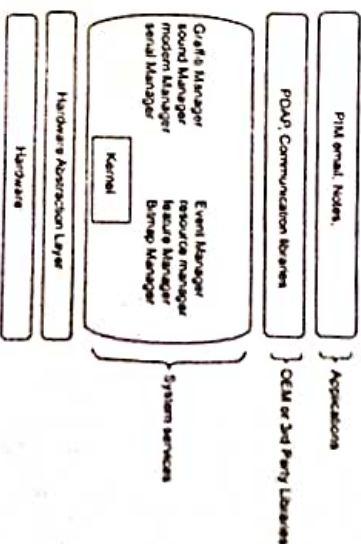 PIM email, Notes,
Applications
PDAP, Communication libraries
OEM or 3rd Party Libraries
Graffiti Manager
sound Manager
modem Manager
serial Manager
Event Manager
resource manager
feature Manager
Bitmap Manager
Kernel
System services
Hardware Abstraction Layer
Hardware